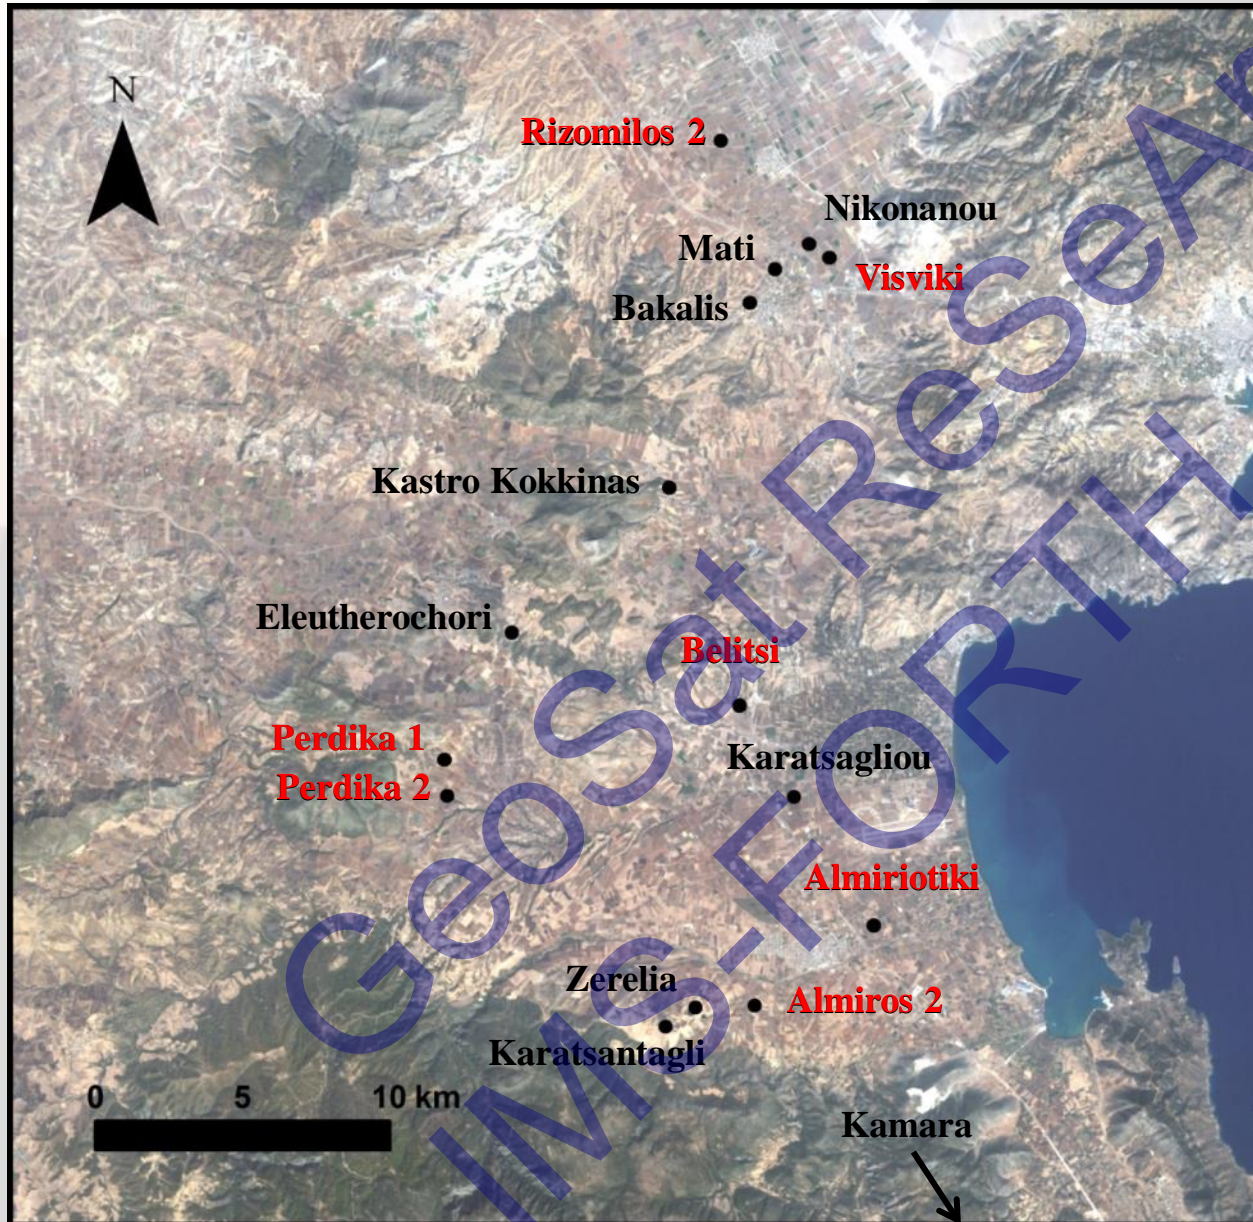 N
Rizomilos 2
Nikonanou
Mati
Visviki
Bakalis
Kastro Kokkinas
Eleutherochori
Belitsi
Perdika 1
Karatsagliou
Perdika 2
Almiriotiki
Zerelia
Almiros 2
Karatsantagli
0 5 10 km
Kamara
GeoSat ReSeAr
IMS-FORTH